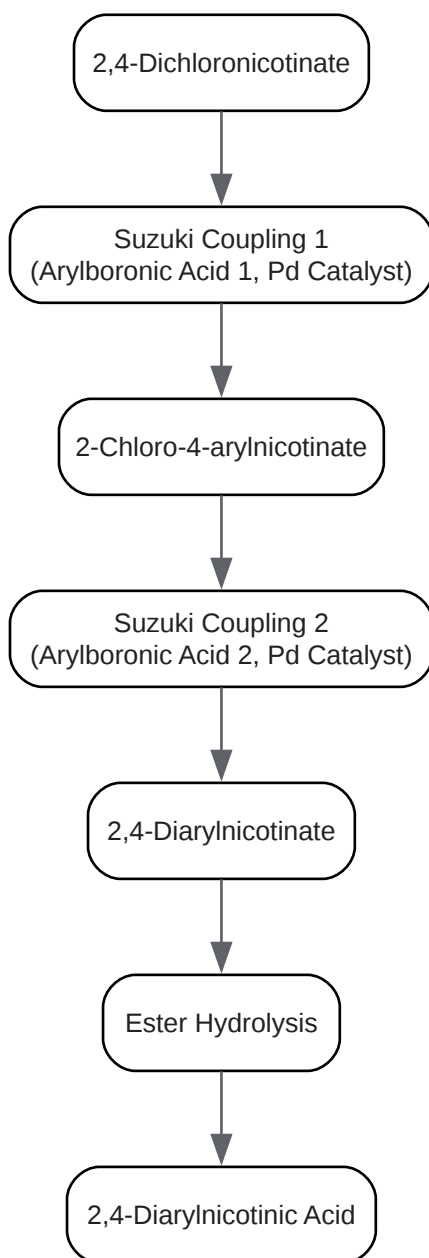 2,4-Dichloronicotinate
Suzuki Coupling 1
(Arylboronic Acid 1, Pd Catalyst)
2-Chloro-4-arylnicotinate
Suzuki Coupling 2
(Arylboronic Acid 2, Pd Catalyst)
2,4-Diarylnicotinate
Ester Hydrolysis
2,4-Diarylnicotinic Acid